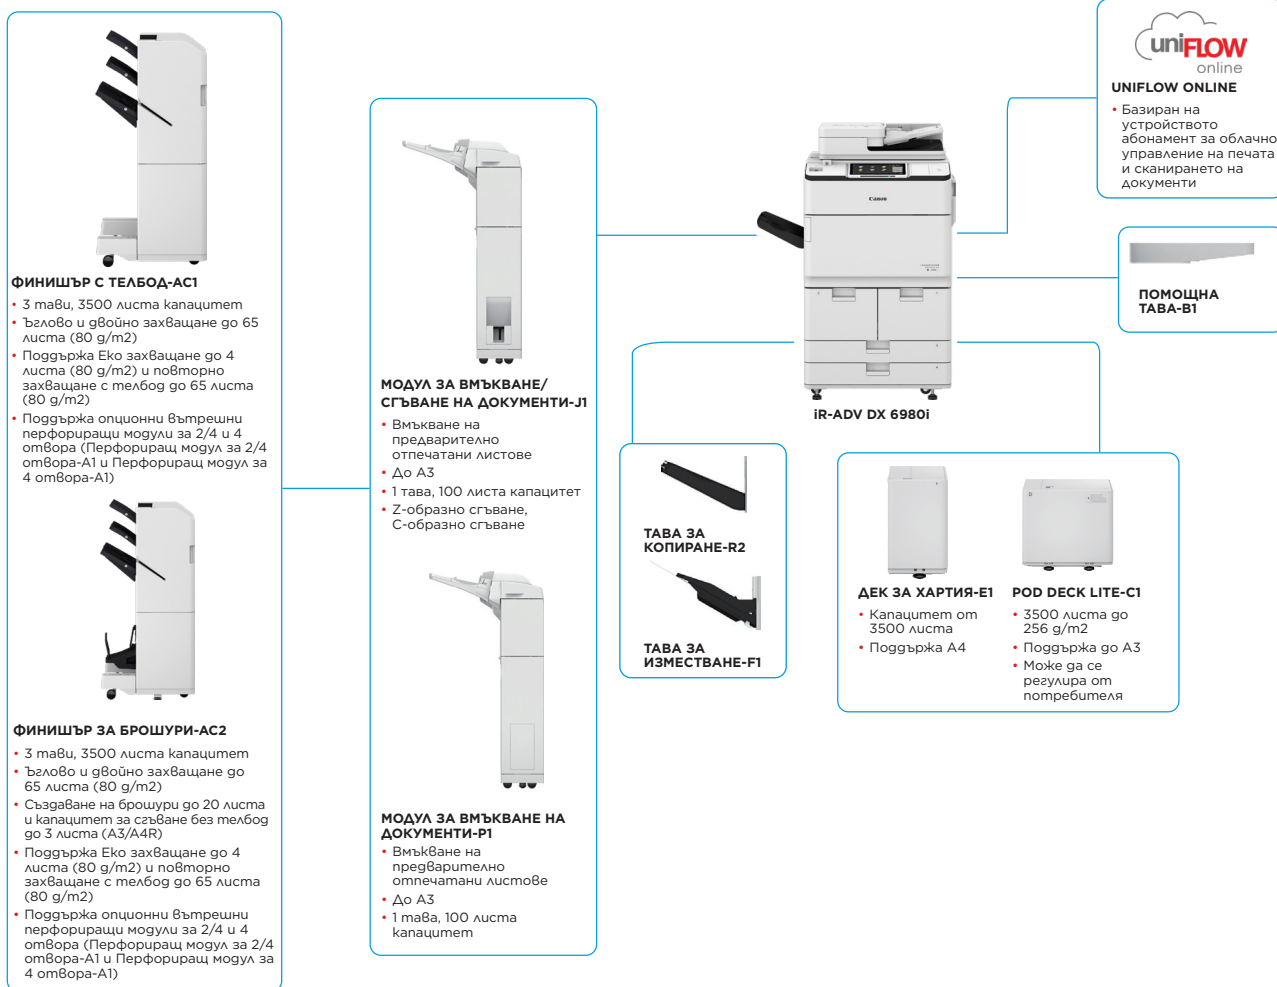 ФИНИШЪР С ТЕЛБОД-AC1
• 3 тави, 3500 листа капацитет
• Ъглово и двойно захващане до 65
листа (80 g/m2)
• Поддържа Еко захващане до 4
листа (80 g/m2) и повторно
захващане с телбод до 65 листа
(80 g/m2)
• Поддържа опционни вътрешни
перфориращи модули за 2/4 и 4
отвора (Перфориращ модул за 2/4
отвора-A1 и Перфориращ модул за
4 отвора-A1)
ФИНИШЪР ЗА БРОШУРИ-AC2
• 3 тави, 3500 листа капацитет
• Ъглово и двойно захващане до
65 листа (80 g/m2)
• Създаване на брошури до 20 листа
и капацитет за сгъване без телбод
до 3 листа (A3/A4R)
• Поддържа Еко захващане до 4
листа (80 g/m2) и повторно
захващане с телбод до 65 листа
(80 g/m2)
• Поддържа опционни вътрешни
перфориращи модули за 2/4 и 4
отвора (Перфориращ модул за 2/4
отвора-A1 и Перфориращ модул за
4 отвора-A1)
МОДУЛ ЗА ВМЪКВАНЕ/
СГЪВАНЕ НА ДОКУМЕНТИ-J1
• Вмъкване на
предварително
отпечатани листове
• До A3
• 1 тава, 100 листа капацитет
• Z-образно сгъване,
C-образно сгъване
МОДУЛ ЗА ВМЪКВАНЕ НА
ДОКУМЕНТИ-P1
• Вмъкване на
предварително
отпечатани листове
• До A3
• 1 тава, 100 листа
капацитет
Canon
iR-ADV DX 6980i
ТАВА ЗА
КОПИРАНЕ-R2
ТАВА ЗА
ИЗМЕСТВАНЕ-F1
ДЕК ЗА ХАРТИЯ-E1
• Капацитет от
3500 листа
• Поддържа A4
POD DECK LITE-C1
• 3500 листа до
256 g/m2
• Поддържа до A3
• Може да се
регулира от
потребителя
uniFLOW
online
UNIFLOW ONLINE
• Базиран на
устройството
абонамент за облачно
управление на печата
и сканирането на
документи
ПОМОЩНА
ТАВА-B1